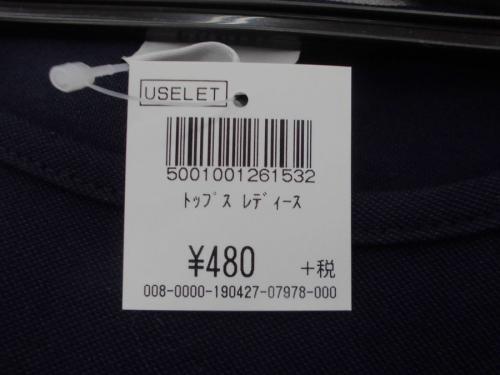 USELET
5001001261532
ﾄｯﾌﾟｽ ﾚﾃﾞｨｰｽ
¥480 +税
008-0000-190427-07978-000